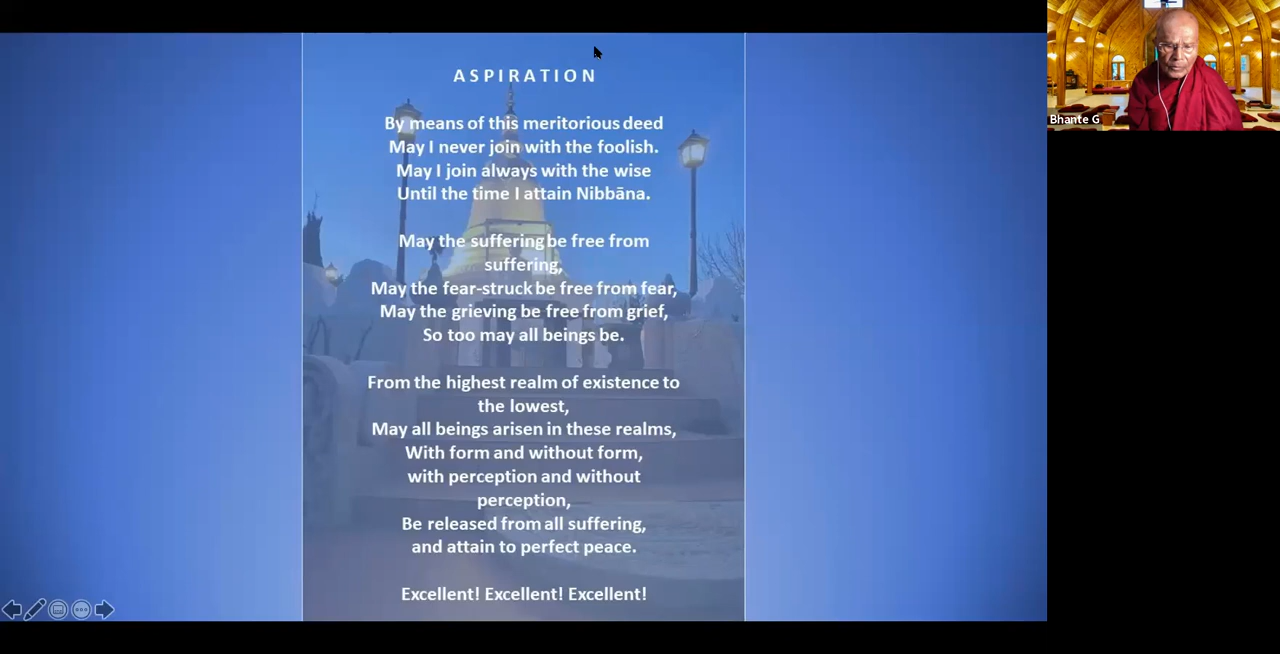 A S P I R A T I O N
By means of this meritorious deed
May I never join with the foolish.
May I join always with the wise
Until the time I attain Nibbāna.
May the suffering be free from
suffering,
May the fear-struck be free from fear,
May the grieving be free from grief,
So too may all beings be.
From the highest realm of existence to
the lowest,
May all beings arisen in these realms,
With form and without form,
with perception and without
perception,
Be released from all suffering,
and attain to perfect peace.
Excellent! Excellent! Excellent!
Bhante G